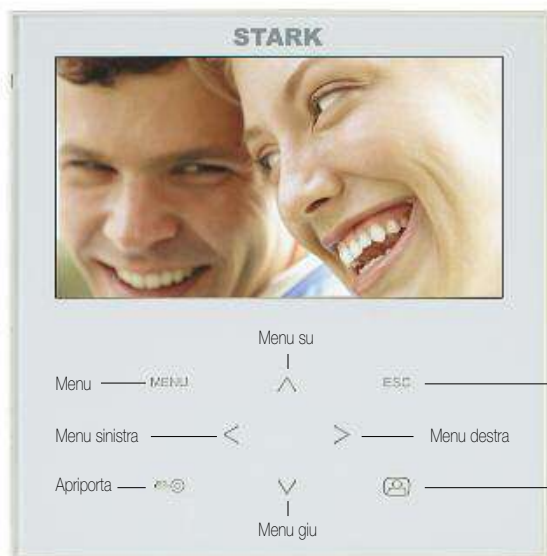 STARK
Menu su
Menu MENU ESC
Menu sinistra Menu destra
Apriporta
Menu giu